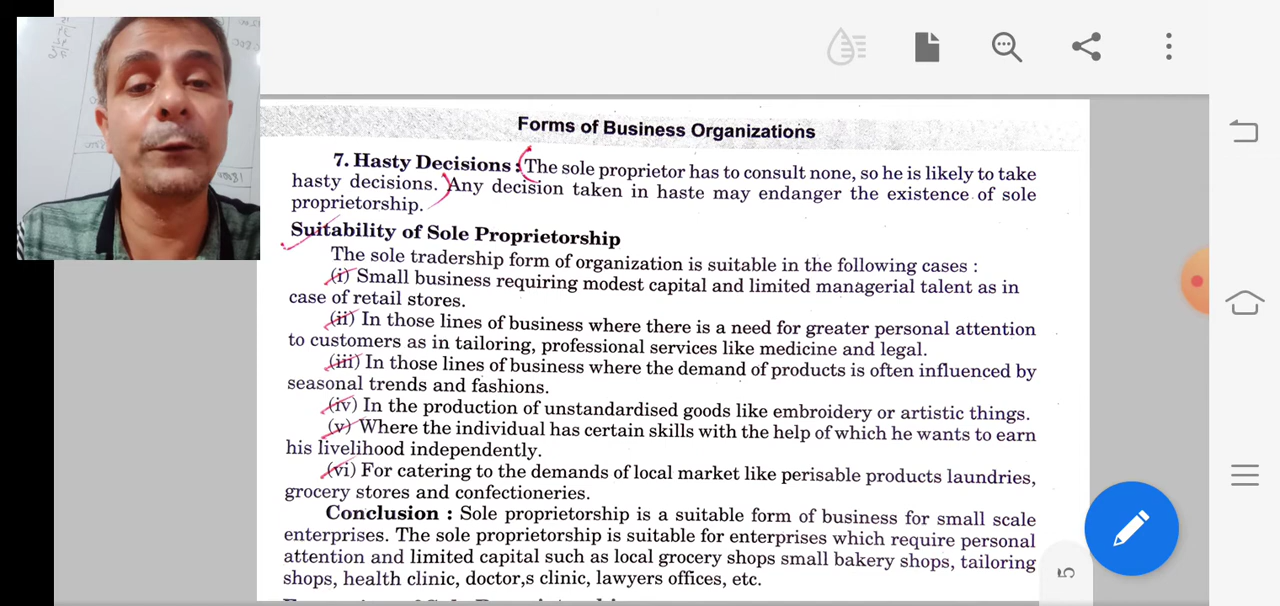 Forms of Business Organizations
7. Hasty Decisions : The sole proprietor has to consult none, so he is likely to take
hasty decisions. Any decision taken in haste may endanger the existence of sole
proprietorship.
Suitability of Sole Proprietorship
The sole tradership form of organization is suitable in the following cases :
(i) Small business requiring modest capital and limited managerial talent as in
case of retail stores.
(ii) In those lines of business where there is a need for greater personal attention
to customers as in tailoring, professional services like medicine and legal.
(iii) In those lines of business where the demand of products is often influenced by
seasonal trends and fashions.
(iv) In the production of unstandardised goods like embroidery or artistic things.
(v) Where the individual has certain skills with the help of which he wants to earn
his livelihood independently.
(vi) For catering to the demands of local market like perisable products laundries,
grocery stores and confectioneries.
Conclusion : Sole proprietorship is a suitable form of business for small scale
enterprises. The sole proprietorship is suitable for enterprises which require personal
attention and limited capital such as local grocery shops small bakery shops, tailoring
shops, health clinic, doctor,s clinic, lawyers offices, etc.
5